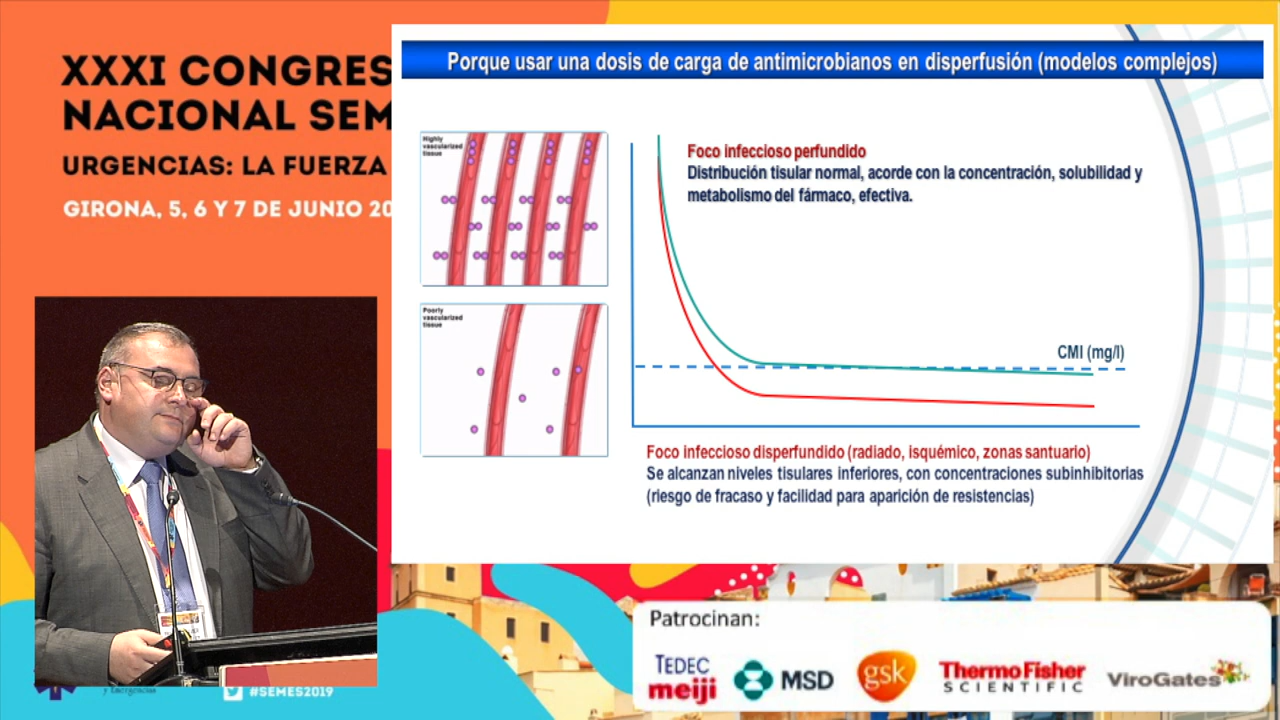 XXXI CONGRES
NACIONAL SEM
URGENCIAS: LA FUERZA
GIRONA, 5, 6 Y 7 DE JUNIO 20
Porque usar una dosis de carga de antimicrobianos en disperfusión (modelos complejos)
Highly
vascularized
tissue
Foco infeccioso perfundido
Distribución tisular normal, acorde con la concentración, solubilidad y
metabolismo del fármaco, efectiva.
Poorly
vascularized
tissue
CMI (mg/l)
Foco infeccioso disperfundido (radiado, isquémico, zonas santuario)
Se alcanzan niveles tisulares inferiores, con concentraciones subinhibitorias
(riesgo de fracaso y facilidad para aparición de resistencias)
y Emergencias
#SEMES2019
Patrocinan:
TEDEC
meiji
MSD
gsk
ThermoFisher
SCIENTIFIC
ViroGates